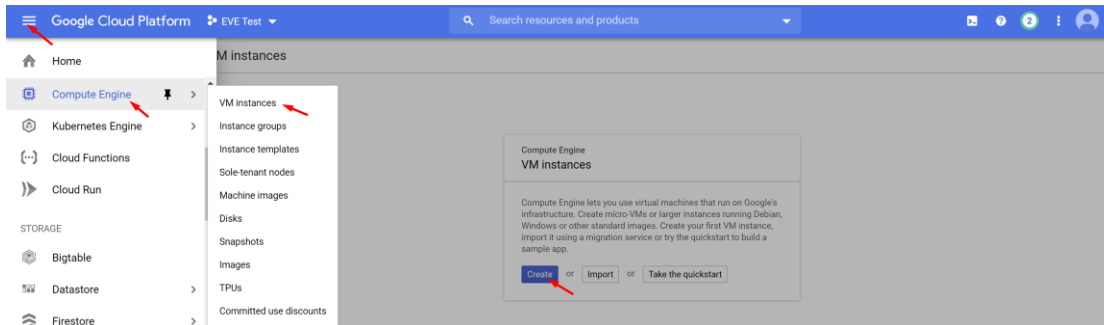 Google Cloud Platform
EVE Test
Search resources and products
2
Home
Compute Engine
Kubernetes Engine
Cloud Functions
Cloud Run
STORAGE
Bigtable
Datastore
Firestore
VM instances
Instance groups
Instance templates
Sole-tenant nodes
Machine images
Disks
Snapshots
Images
TPUs
Committed use discounts
M instances
Compute Engine
VM instances
Compute Engine lets you use virtual machines that run on Google's
infrastructure. Create micro-VMs or larger instances running Debian,
Windows or other standard images. Create your first VM instance,
import it using a migration service or try the quickstart to build a
sample app.
Create or Import or Take the quickstart